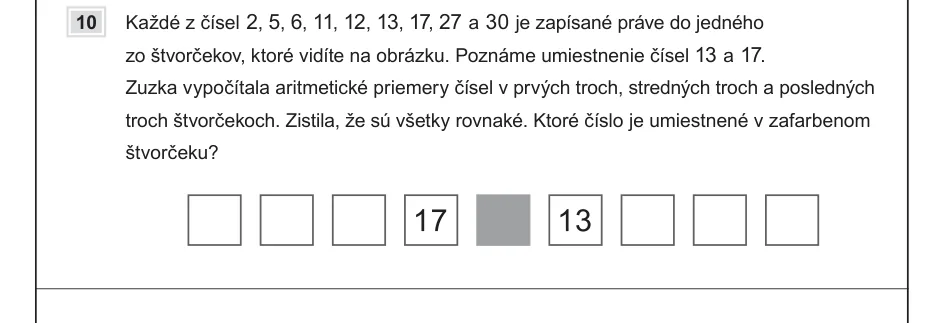 10 Každé z čísel 2, 5, 6, 11, 12, 13, 17, 27 a 30 je zapísané práve do jedného
zo štvorčekov, ktoré vidíte na obrázku. Poznáme umiestnenie čísel 13 a 17.
Zuzka vypočítala aritmetické priemery čísel v prvých troch, stredných troch a posledných
troch štvorčekoch. Zistila, že sú všetky rovnaké. Ktoré číslo je umiestnené v zafarbenom
štvorčeku?
17 13